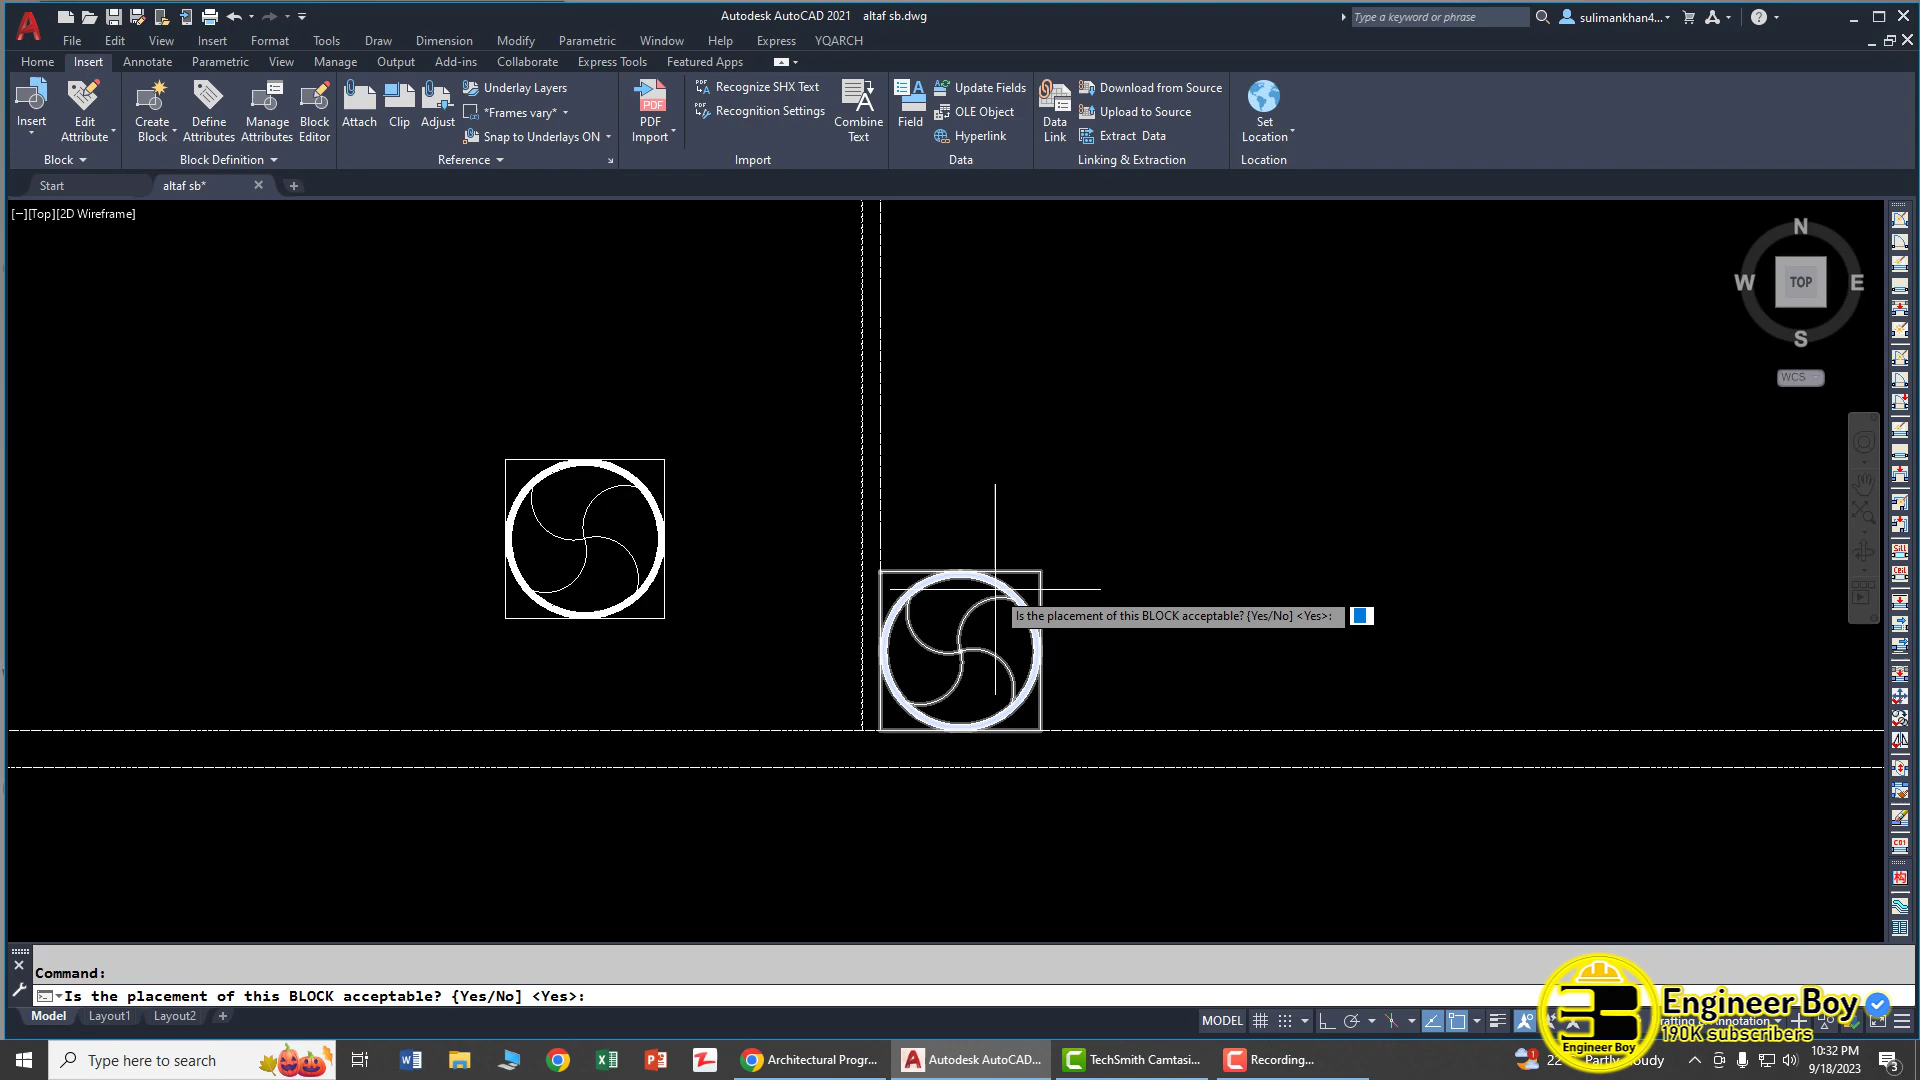 Autodesk AutoCAD 2021 altaf sb.dwg
Type a keyword or phrase
sulimankhan4...
File Edit View Insert Format Tools Draw Dimension Modify Parametric Window Help Express YQARCH
Home Insert Annotate Parametric View Manage Output Add-ins Collaborate Express Tools Featured Apps
Insert
Edit Attribute
Create Block
Define Attributes
Manage Attributes
Block Editor
Attach
Clip
Adjust
Underlay Layers
*Frames vary*
Snap to Underlays ON
PDF Import
Recognize SHX Text
Recognition Settings
Combine Text
Field
Update Fields
OLE Object
Hyperlink
Data Link
Download from Source
Upload to Source
Extract Data
Set Location
Block Block Definition Reference Import Data Linking & Extraction Location
Start altaf sb*
[−][Top][2D Wireframe]
N
W TOP E
S
WCS
Is the placement of this BLOCK acceptable? {Yes/No] <Yes>:
Sill
Ceil
C01
构
Command:
Is the placement of this BLOCK acceptable? {Yes/No] <Yes>:
Model Layout1 Layout2
MODEL
Engineer Boy
190K subscribers
Engineer Boy
Type here to search
Architectural Progr...
Autodesk AutoCAD...
TechSmith Camtasi...
Recording...
10:32 PM
9/18/2023
3